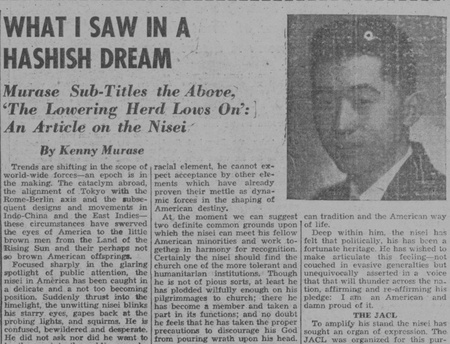 WHAT I SAW IN A
HASHISH DREAM
Murase Sub-Titles the Above,
'The Lowering Herd Lows On':
An Article on the Nisei
By Kenny Murase
Trends are shifting in the scope of
world-wide forces—an epoch is in
the making. The cataclysm abroad,
the alignment of Tokyo with the
Rome-Berlin axis and the subse-
quent designs and movements in
Indo-China and the East Indies—
these circumstances have swerved
the eyes of America to the little
brown men from the Land of the
Rising Sun and their perhaps not
so brown American offsprings.
Focused sharply in the glaring
spotlight of public attention, the
nisei in America has been caught in
a delicate and a not too becoming
position. Suddenly thrust into the
limelight, the unwitting nisei blinks
his starry eyes, gapes back at the
probing lights, and squirms. He is
confused, bewildered and desperate.
He did not ask nor did he want to
racial element, he cannot ex-
pect acceptance by other ele-
ments which have already
proven their mettle as dyna-
mic forces in the shaping of
American destiny.
At the moment we can suggest
two definite common grounds upon
which the nisei can meet his fellow
American minorities and work to-
gether in harmony for recognition.
Certainly the nisei should find the
church one of the more tolerant and
humanitarian institutions. Though
he is not of pious sorts, at least he
has plodded wilfully enough on his
pilgrimmages to church; there he
has become a member and taken a
part in its functions; and no doubt
he feels that he has taken the proper
precautions to discourage his God
from pouring wrath upon his head.
can tradition and the American way
of life.
Deep within him, the nisei has
felt that politically, his has been a
fortunate heritage. He has wished to
make articulate this feeling—not
couched in evasive generalities but
unequivocally asserted in a voice
that that will thunder across the na-
tion, affirming and re-affirming his
pledge: I am an American and
damn proud of it.
THE JACL
To amplify his stand the nisei has
sought an organ of expression. The
JACL was organized for this pur-